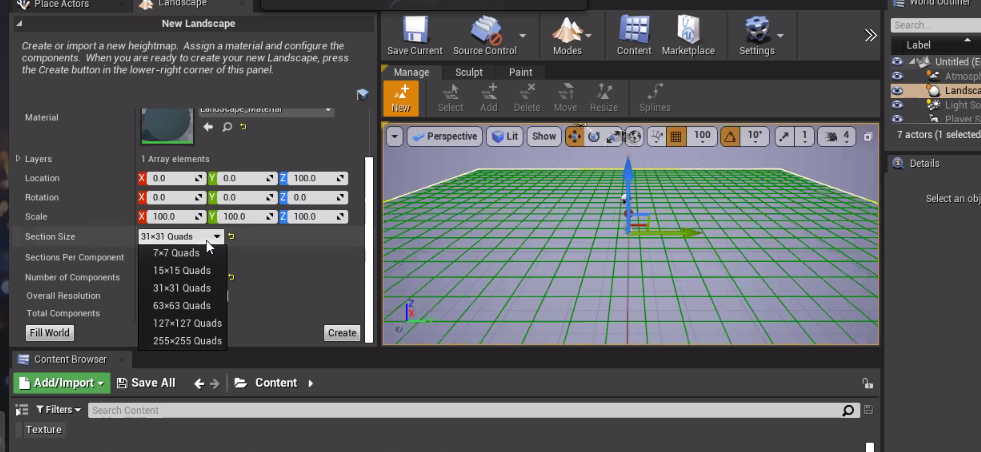 Place Actors
Landscape
New Landscape
Create or import a new heightmap. Assign a material and configure the
components. When you are ready to create your new Landscape, press
the Create button in the lower-right corner of this panel.
Material
Landscape_Material
Layers
1 Array elements
Location
X 0.0 Y 0.0 Z 100.0
Rotation
X 0.0 Y 0.0 Z 0.0
Scale
X 100.0 Y 100.0 Z 100.0
Section Size
31×31 Quads
7×7 Quads
15×15 Quads
31×31 Quads
63×63 Quads
127×127 Quads
255×255 Quads
Sections Per Component
Number of Components
Overall Resolution
Total Components
Fill World
Create
Save Current
Source Control
Modes
Content
Marketplace
Settings
Manage
Sculpt
Paint
New
Select
Add
Delete
Move
Resize
Splines
Perspective
Lit
Show
100
10°
1
4
Z
X
World Outliner
Search...
Label
Untitled (E
Atmosp
Landsca
Light So
Player S
7 actors (1 selected
Details
Select an obj
Content Browser
Add/Import
Save All
Content
Filters
Search Content
Texture